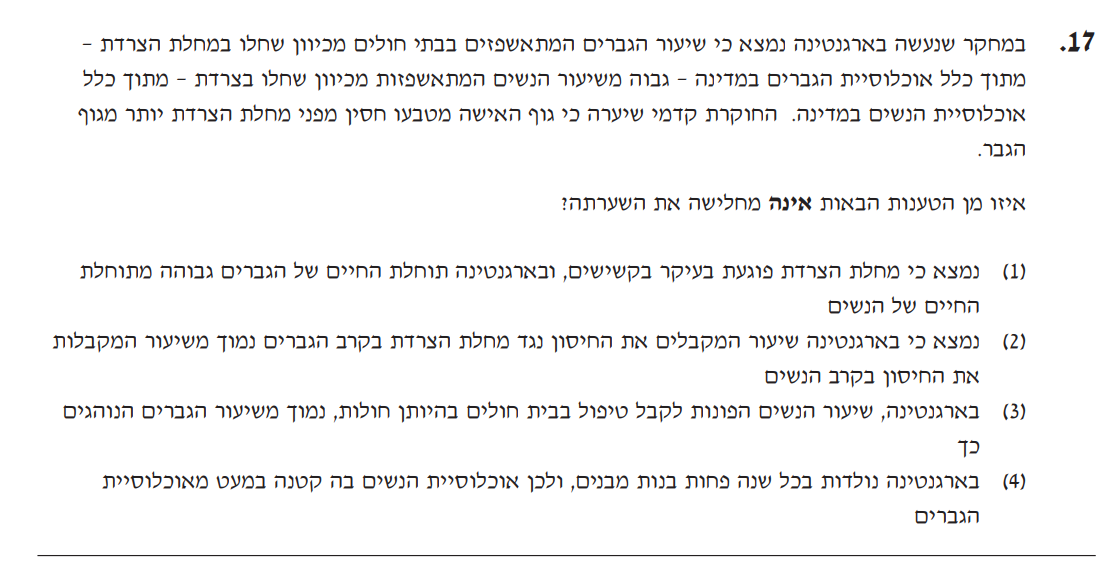 17. במחקר שנעשה בארגנטינה נמצא כי שיעור הגברים המתאשפזים בבתי חולים מכיוון שחלו במחלת הצרדת –
מתוך כלל אוכלוסיית הגברים במדינה – גבוה משיעור הנשים המתאשפזות מכיוון שחלו בצרדת – מתוך כלל
אוכלוסיית הנשים במדינה. החוקרת קדמי שיערה כי גוף האישה מטבעו חסין מפני מחלת הצרדת יותר מגוף
הגבר.
איזו מן הטענות הבאות אינה מחלישה את השערתה?
(1) נמצא כי מחלת הצרדת פוגעת בעיקר בקשישים, ובארגנטינה תוחלת החיים של הגברים גבוהה מתוחלת
החיים של הנשים
(2) נמצא כי בארגנטינה שיעור המקבלים את החיסון נגד מחלת הצרדת בקרב הגברים נמוך משיעור המקבלות
את החיסון בקרב הנשים
(3) בארגנטינה, שיעור הנשים הפונות לקבל טיפול בבית חולים בהיותן חולות, נמוך משיעור הגברים הנוהגים
כך
(4) בארגנטינה נולדות בכל שנה פחות בנות מבנים, ולכן אוכלוסיית הנשים בה קטנה במעט מאוכלוסיית
הגברים